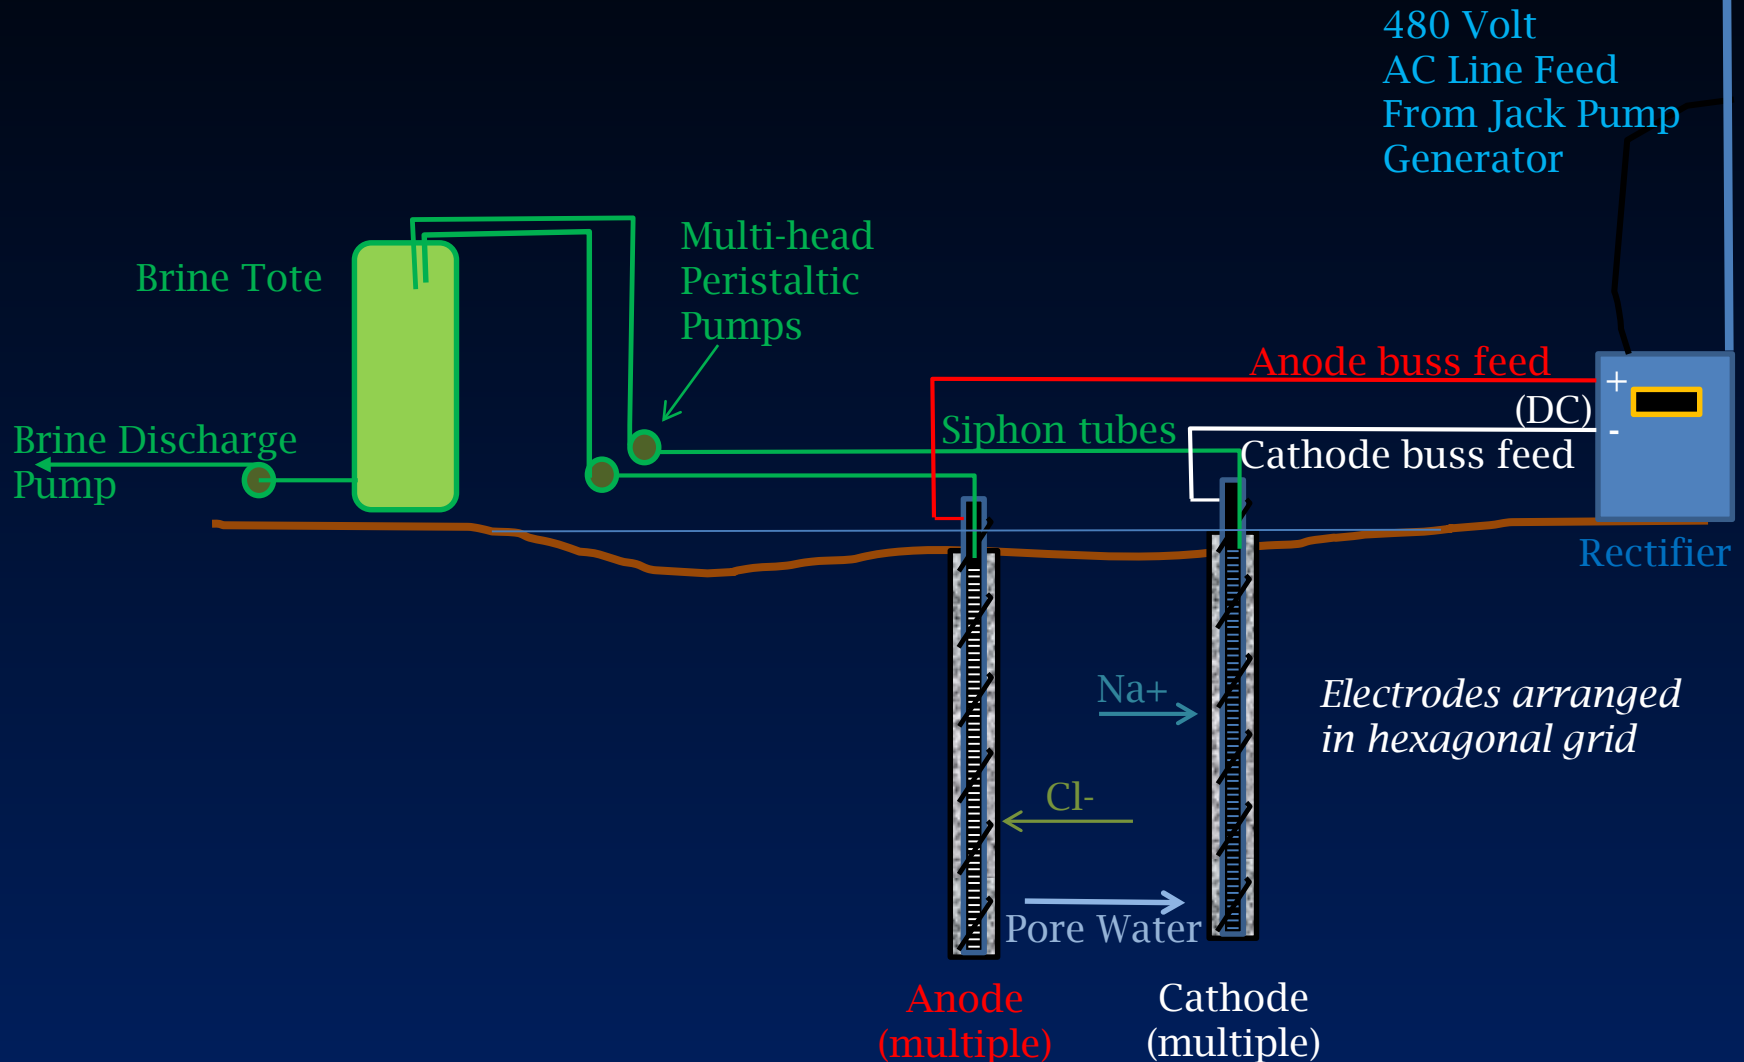 480 Volt
AC Line Feed
From Jack Pump
Generator
Multi-head
Peristaltic
Pumps
Brine Tote
Anode buss feed
+
(DC)
-
Siphon tubes
Cathode buss feed
Brine Discharge
Pump
Rectifier
Na+
Electrodes arranged
in hexagonal grid
Cl-
Pore Water
Anode
(multiple)
Cathode
(multiple)